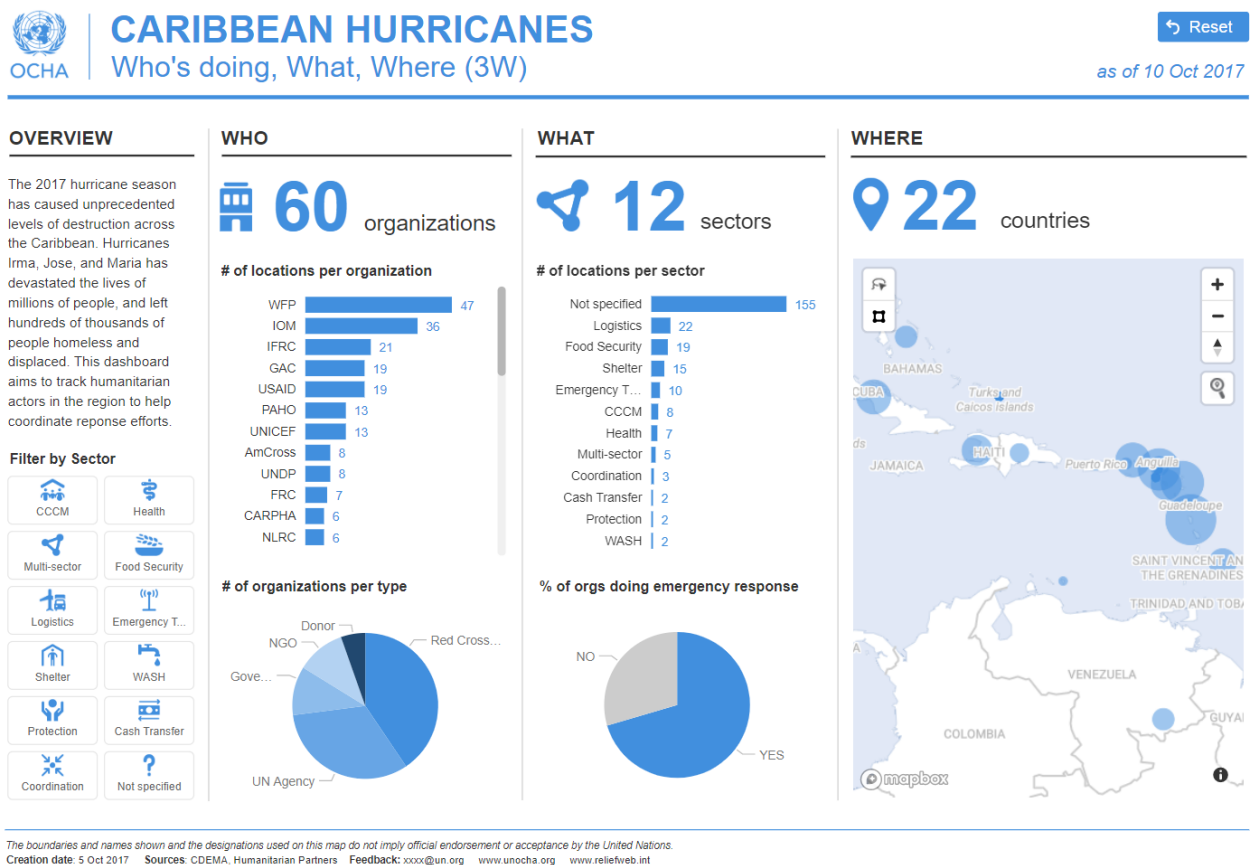 OCHA
CARIBBEAN HURRICANES
Who's doing, What, Where (3W)
Reset
as of 10 Oct 2017
OVERVIEW
The 2017 hurricane season
has caused unprecedented
levels of destruction across
the Caribbean. Hurricanes
Irma, Jose, and Maria has
devastated the lives of
millions of people, and left
hundreds of thousands of
people homeless and
displaced. This dashboard
aims to track humanitarian
actors in the region to help
coordinate reponse efforts.
Filter by Sector
CCCM
Health
Multi-sector
Food Security
Logistics
Emergency T...
Shelter
WASH
Protection
Cash Transfer
Coordination
Not specified
WHO
60 organizations
# of locations per organization
WFP 47
IOM 36
IFRC 21
GAC 19
USAID 19
PAHO 13
UNICEF 13
AmCross 8
UNDP 8
FRC 7
CARPHA 6
NLRC 6
# of organizations per type
Donor
NGO
Red Cross...
Gove...
UN Agency
WHAT
12 sectors
# of locations per sector
Not specified 155
Logistics 22
Food Security 19
Shelter 15
Emergency T... 10
CCCM 8
Health 7
Multi-sector 5
Coordination 3
Cash Transfer 2
Protection 2
WASH 2
% of orgs doing emergency response
NO
YES
WHERE
22 countries
BAHAMAS
CUBA
Turks and
Caicos islands
ds
HAITI
JAMAICA
Puerto Rico
Anguilla
Guadeloupe
SAINT VINCENT AN
THE GRENADINES
TRINIDAD AND TOBA
A
VENEZUELA
GUYA
COLOMBIA
mapbox
The boundaries and names shown and the designations used on this map do not imply official endorsement or acceptance by the United Nations.
Creation date: 5 Oct 2017 Sources: CDEMA, Humanitarian Partners Feedback: xxxx@un.org www.unocha.org www.reliefweb.int